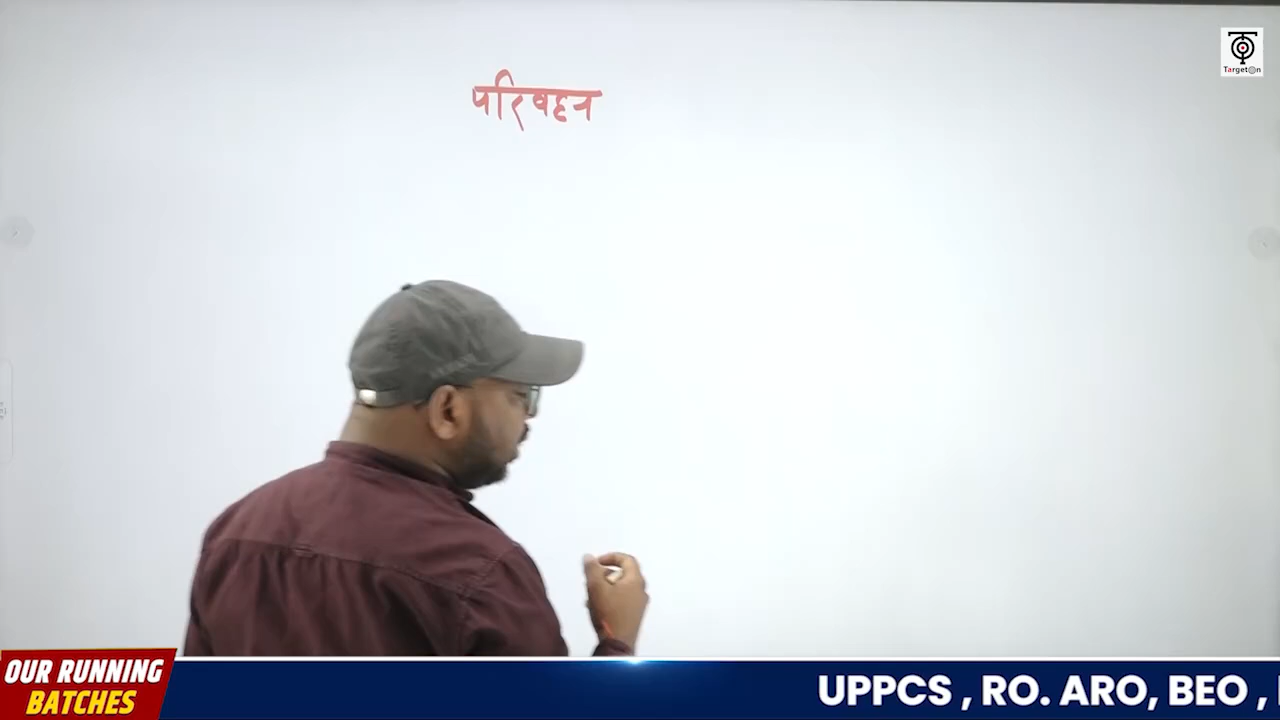 परिवहन
Target@n
OUR RUNNING
BATCHES
UPPCS , RO. ARO, BEO ,